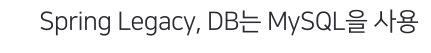 Spring Legacy, DB는 MySQL을 사용